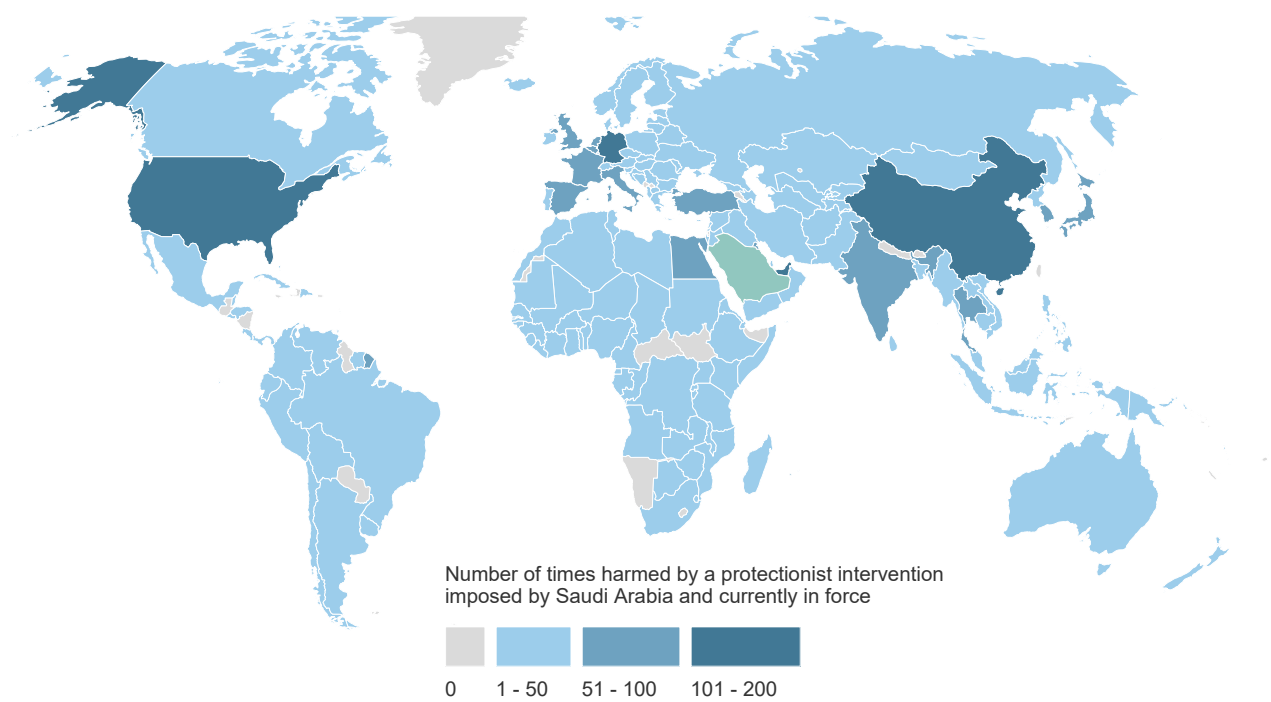 Number of times harmed by a protectionist intervention
imposed by Saudi Arabia and currently in force
0 1 - 50 51 - 100 101 - 200